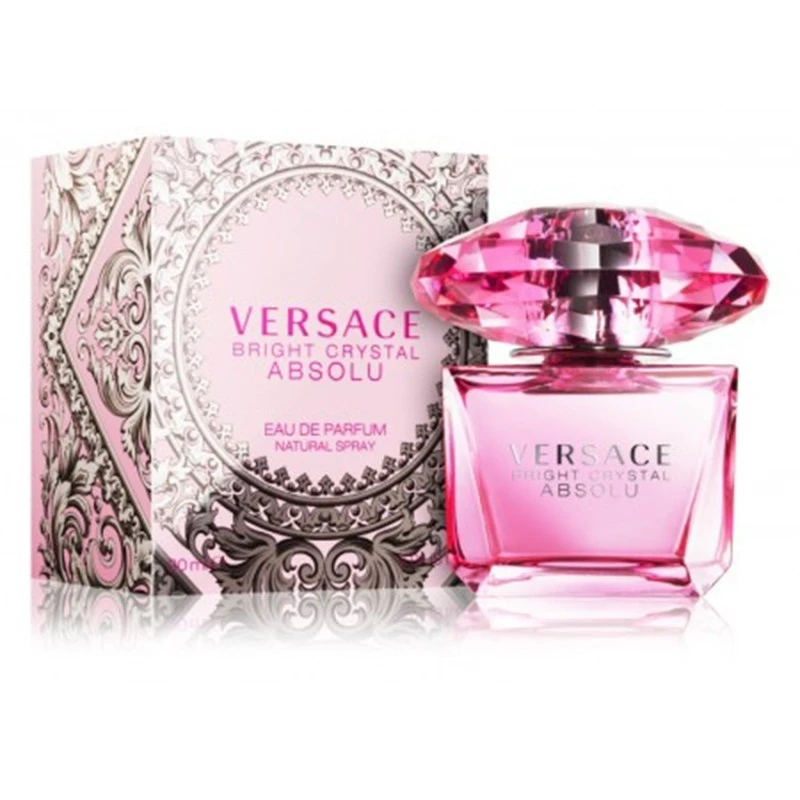 VERSACE
BRIGHT CRYSTAL
ABSOLU
EAU DE PARFUM
NATURAL SPRAY
VERSACE
BRIGHT CRYSTAL
ABSOLU